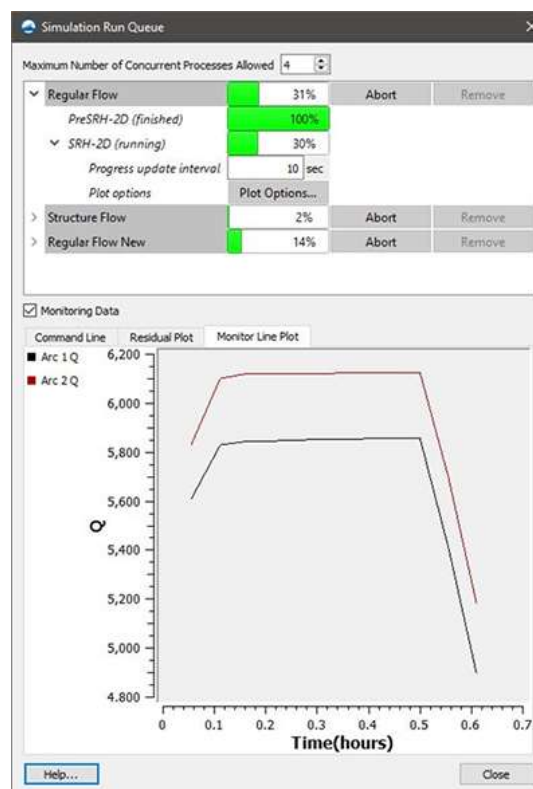 Simulation Run Queue
Maximum Number of Concurrent Processes Allowed 4
Regular Flow 31% Abort Remove
PreSRH-2D (finished) 100%
SRH-2D (running) 30%
Progress update interval 10 sec
Plot options Plot Options...
Structure Flow 2% Abort Remove
Regular Flow New 14% Abort Remove
Monitoring Data
Command Line Residual Plot Monitor Line Plot
Arc 1 Q
Arc 2 Q
6,200
6,000
5,800
5,600
5,400
5,200
5,000
4.800
Q
0 0.1 0.2 0.3 0.4 0.5 0.6 0.7
Time(hours)
Help... Close